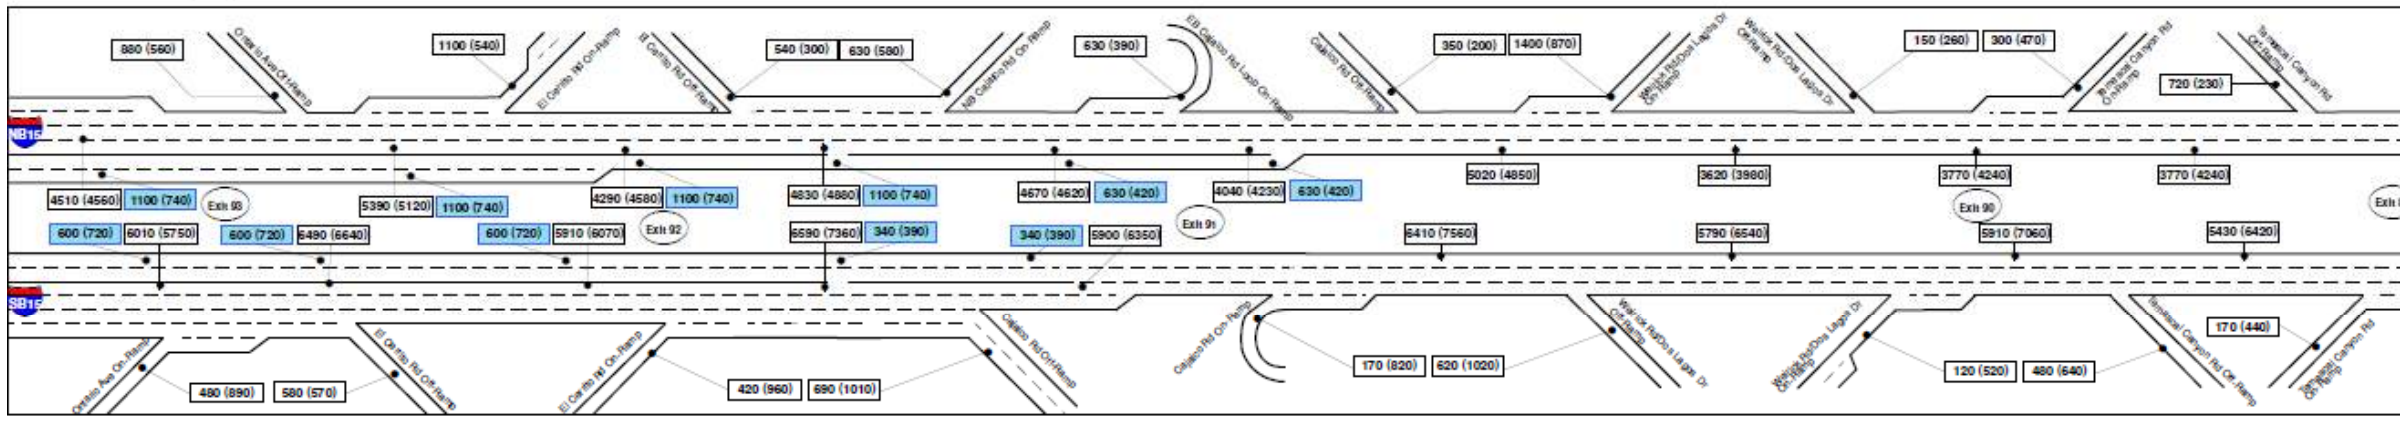 880 (560)
Ontario Ave Off-Ramp
1100 (540)
El Cerrito Rd On-Ramp
El Cerrito Rd Off-Ramp
540 (300)
630 (580)
NB Cajalco Rd On-Ramp
630 (390)
EB Cajalco Rd Loop On-Ramp
Cajalco Rd Off-Ramp
350 (200)
1400 (870)
Weirick Rd/Dos Lagos Dr
On-Ramp
Weirick Rd/Dos Lagos Dr
Off-Ramp
150 (260)
300 (470)
Temescal Canyon Rd
On-Ramp
720 (230)
Temescal Canyon Rd
Off-Ramp
NB15
4510 (4560)
1100 (740)
Exit 93
5390 (5120)
1100 (740)
4290 (4580)
1100 (740)
4830 (4880)
1100 (740)
4670 (4620)
630 (420)
4040 (4230)
630 (420)
5020 (4850)
3620 (3980)
3770 (4240)
3770 (4240)
600 (720)
6010 (5750)
600 (720)
6490 (6640)
600 (720)
5910 (6070)
Exit 92
6590 (7360)
340 (390)
340 (390)
5900 (6350)
Exit 91
6410 (7560)
5790 (6540)
Exit 90
5910 (7060)
5430 (6420)
Exit
SB15
Ontario Ave On-Ramp
480 (890)
580 (570)
El Cerrito Rd Off-Ramp
El Cerrito Rd On-Ramp
420 (960)
690 (1010)
Cajalco Rd Off-Ramp
Cajalco Rd On-Ramp
170 (820)
620 (1020)
Weirick Rd/Dos Lagos Dr
Off-Ramp
Weirick Rd/Dos Lagos Dr
On-Ramp
120 (520)
480 (640)
Temescal Canyon Rd Off-Ramp
170 (440)
Temescal Canyon Rd
On-Ramp